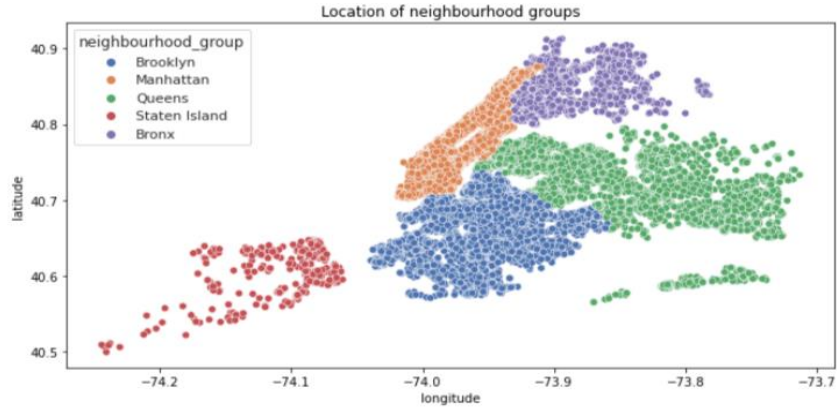 Location of neighbourhood groups
neighbourhood_group
Brooklyn
Manhattan
Queens
Staten Island
Bronx
latitude
40.9
40.8
40.7
40.6
40.5
−74.2
−74.1
−74.0
−73.9
−73.8
−73.7
longitude